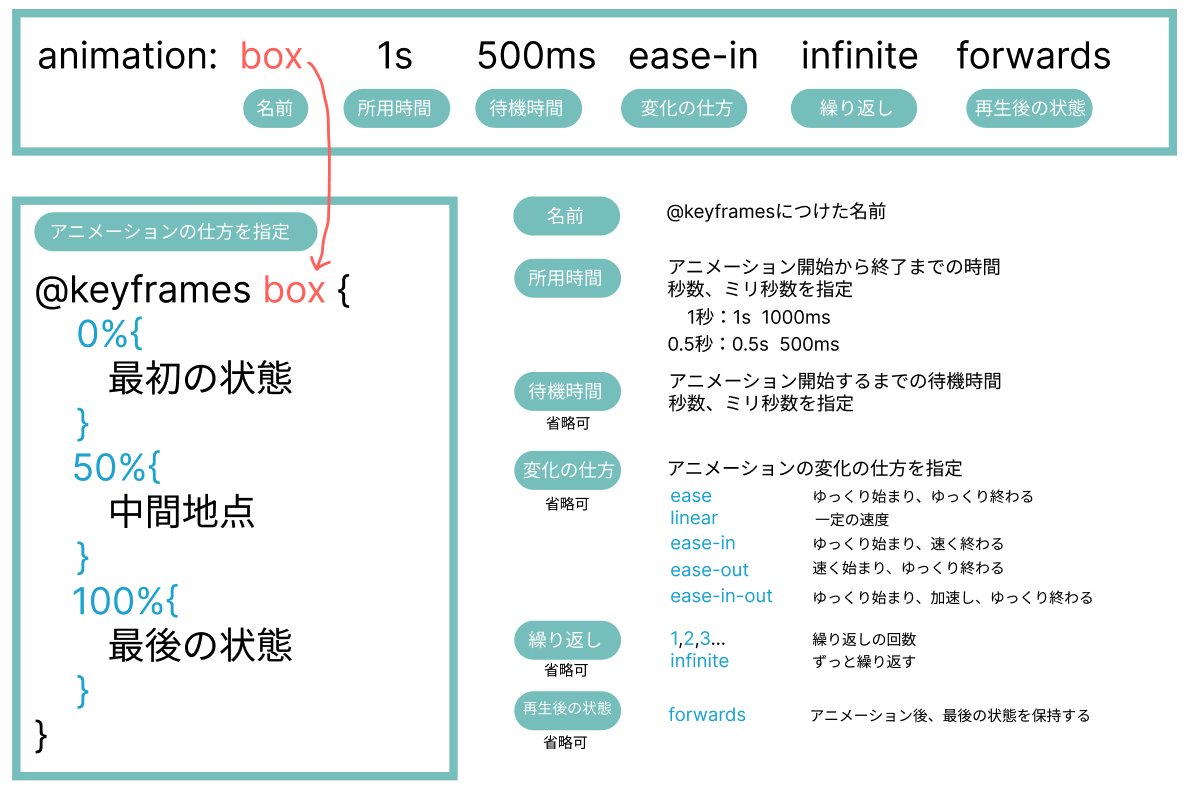 animation: box 1s 500ms ease-in infinite forwards
名前 所用時間 待機時間 変化の仕方 繰り返し 再生後の状態
アニメーションの仕方を指定
@keyframes box {
0%{
最初の状態
}
50%{
中間地点
}
100%{
最後の状態
}
}
名前 @keyframesにつけた名前
所用時間 アニメーション開始から終了までの時間
秒数、ミリ秒数を指定
1秒：1s 1000ms
0.5秒：0.5s 500ms
待機時間 アニメーション開始するまでの待機時間
秒数、ミリ秒数を指定
省略可
変化の仕方 アニメーションの変化の仕方を指定
省略可
ease ゆっくり始まり、ゆっくり終わる
linear 一定の速度
ease-in ゆっくり始まり、速く終わる
ease-out 速く始まり、ゆっくり終わる
ease-in-out ゆっくり始まり、加速し、ゆっくり終わる
繰り返し 1,2,3... 繰り返しの回数
省略可 infinite ずっと繰り返す
再生後の状態 forwards アニメーション後、最後の状態を保持する
省略可